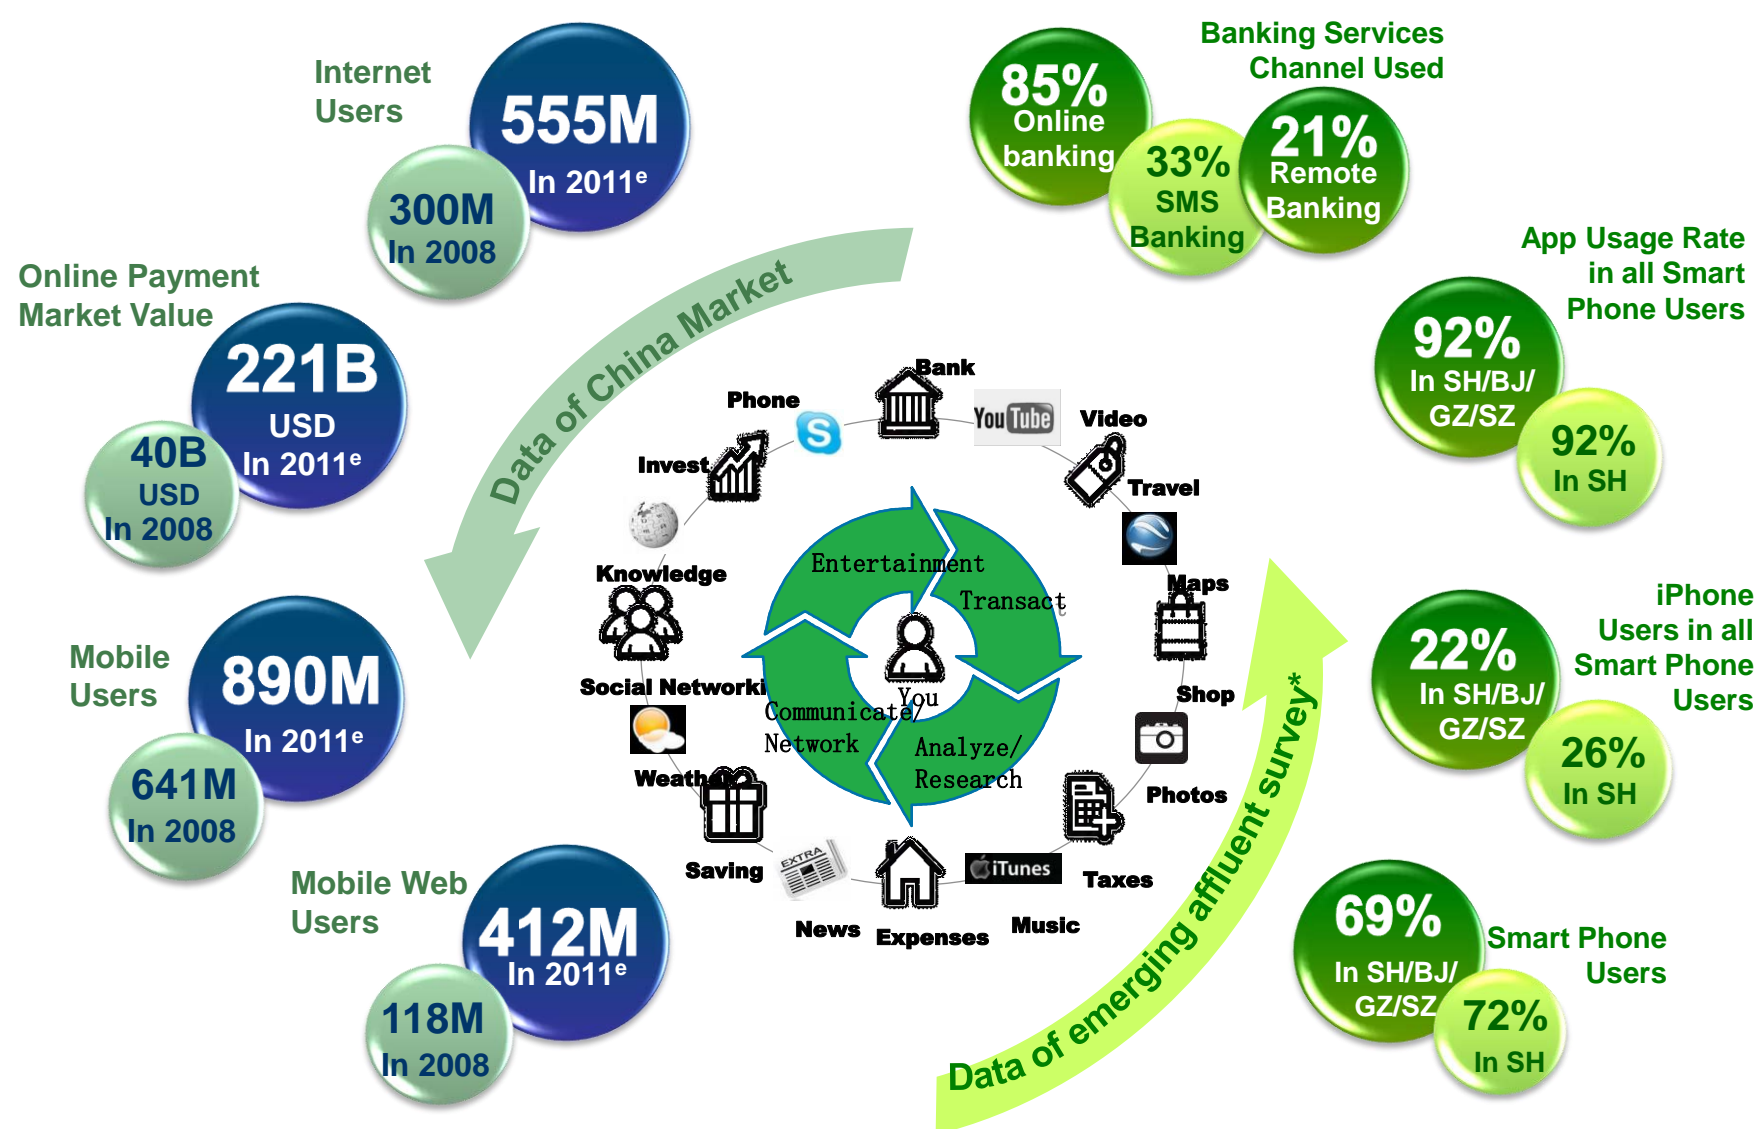 Internet
Users
555M
In 2011e
300M
In 2008
Online Payment
Market Value
221B
USD
In 2011e
40B
USD
In 2008
Mobile
Users
890M
In 2011e
641M
In 2008
Mobile Web
Users
412M
In 2011e
118M
In 2008
Data of China Market
Banking Services
Channel Used
85%
Online
banking
33%
SMS
Banking
21%
Remote
Banking
App Usage Rate
in all Smart
Phone Users
92%
In SH/BJ/
GZ/SZ
92%
In SH
iPhone
Users in all
Smart Phone
Users
22%
In SH/BJ/
GZ/SZ
26%
In SH
69%
In SH/BJ/
GZ/SZ
Smart Phone
Users
72%
In SH
Data of emerging affluent survey*
Bank
You Tube
Video
Travel
Maps
Shop
Photos
Taxes
iTunes
Music
Expenses
EXTRA
News
Saving
Weath
Social Networki
Knowledge
Invest
Phone
S
Entertainment
Transact
Analyze/
Research
Communicate/
Network
You